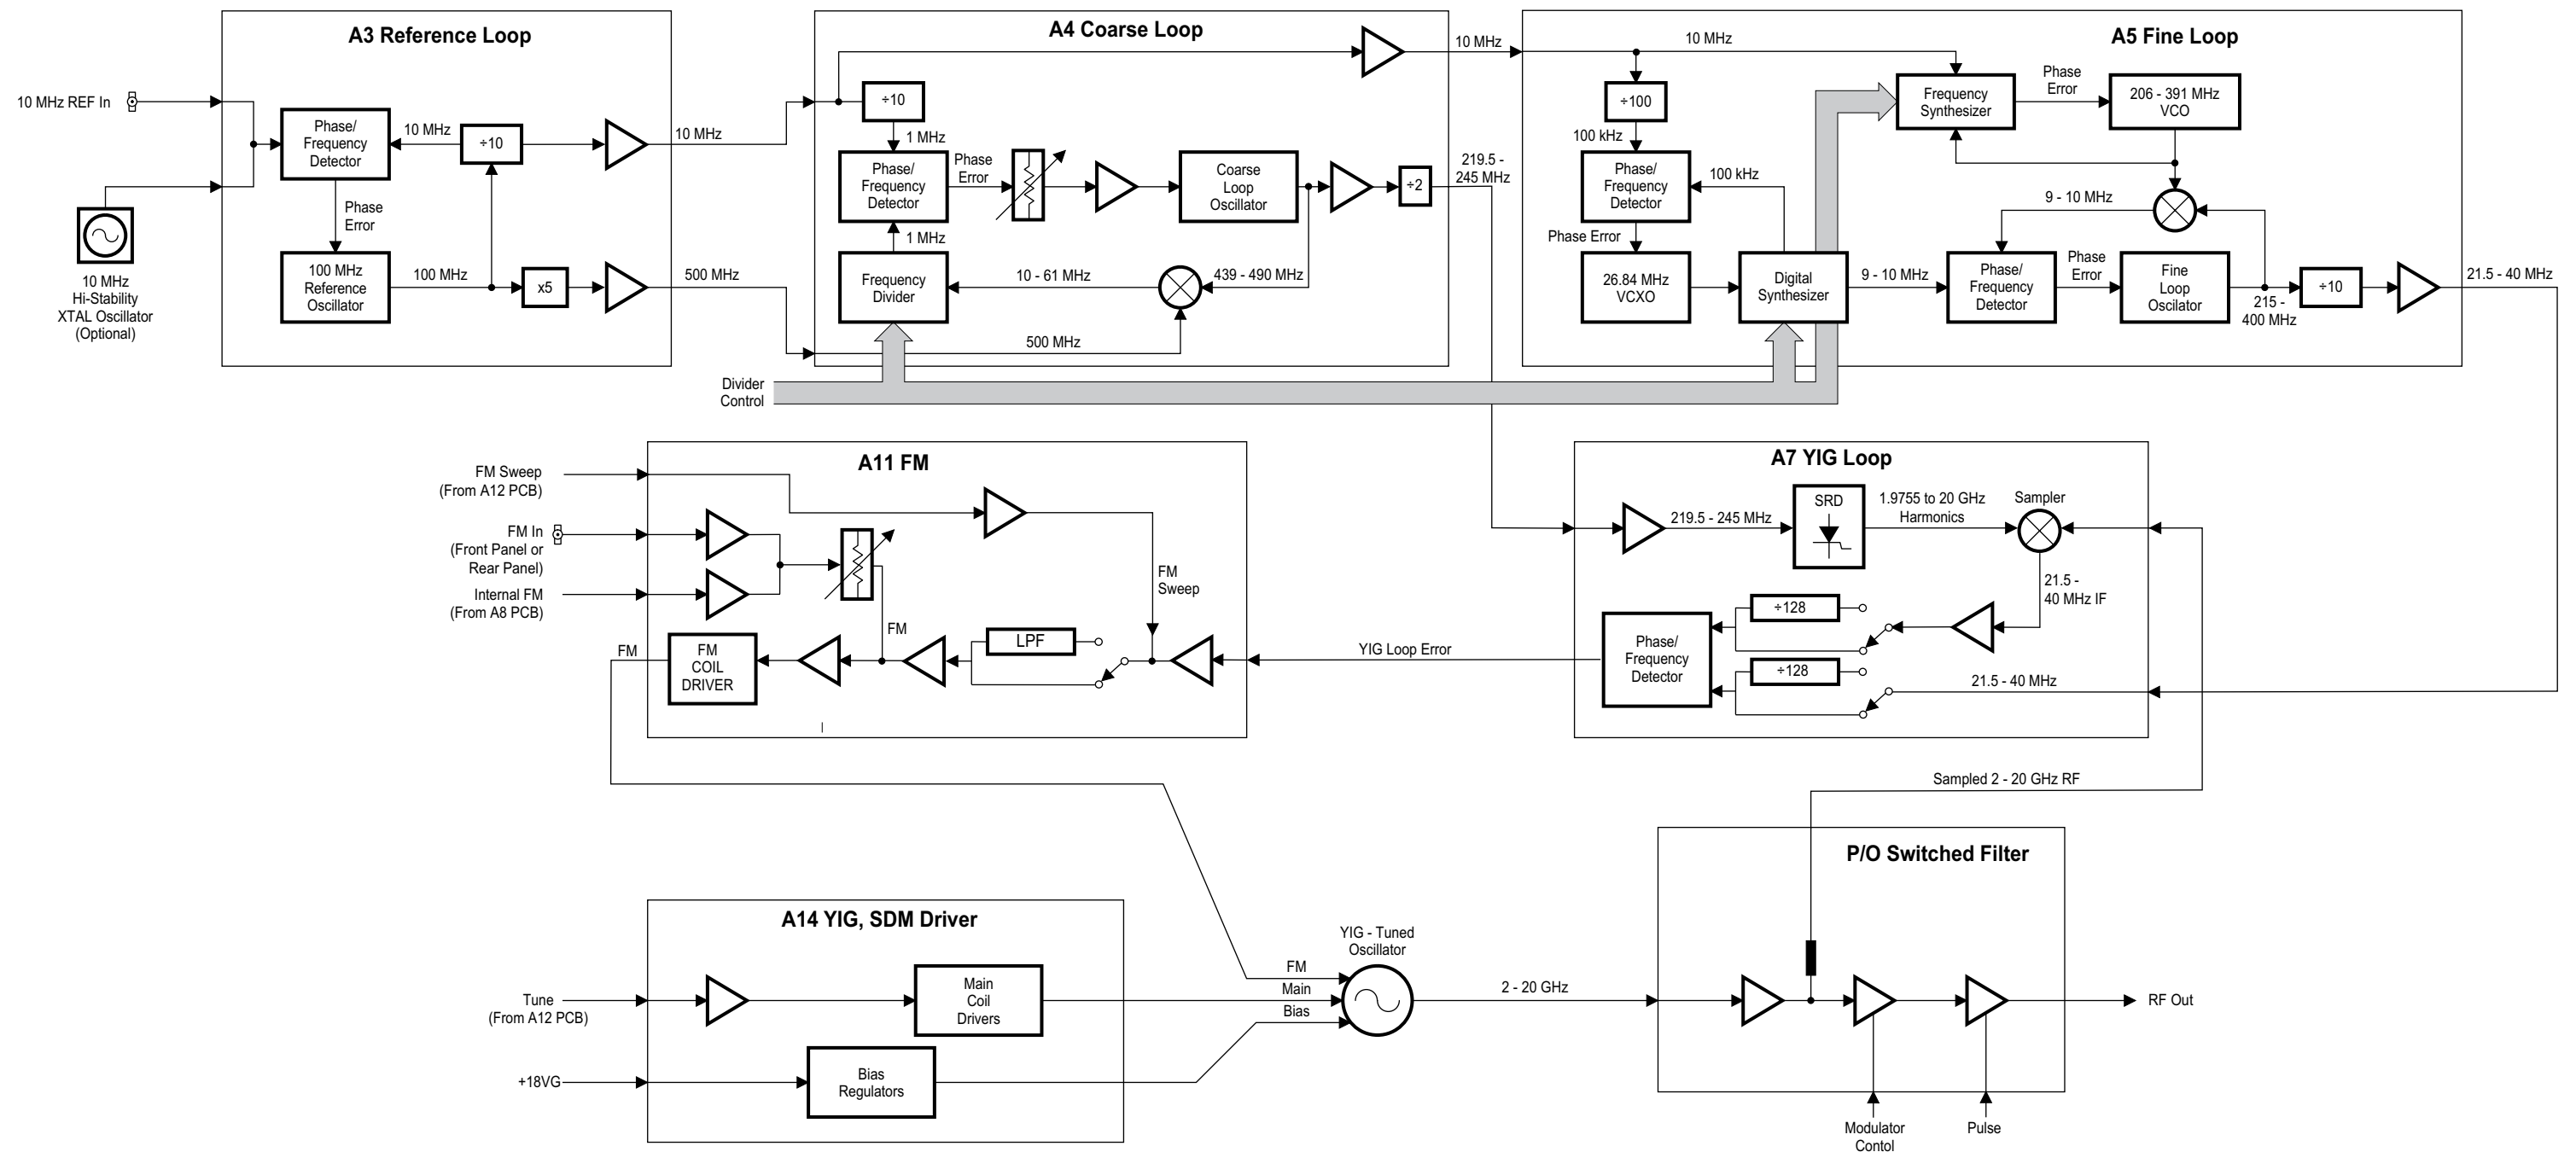 A3 Reference Loop
10 MHz REF In
Phase/
Frequency
Detector
10 MHz
÷10
10 MHz
Phase
Error
10 MHz
Hi-Stability
XTAL Oscillator
(Optional)
100 MHz
Reference
Oscillator
100 MHz
x5
500 MHz
A4 Coarse Loop
÷10
1 MHz
Phase/
Frequency
Detector
Phase
Error
Coarse
Loop
Oscillator
÷2
10 MHz
219.5 -
245 MHz
1 MHz
Frequency
Divider
10 - 61 MHz
439 - 490 MHz
500 MHz
Divider
Control
A5 Fine Loop
10 MHz
÷100
100 kHz
Phase/
Frequency
Detector
100 kHz
Phase Error
26.84 MHz
VCXO
Digital
Synthesizer
Frequency
Synthesizer
Phase
Error
206 - 391 MHz
VCO
9 - 10 MHz
9 - 10 MHz
Phase/
Frequency
Detector
Phase
Error
Fine
Loop
Oscilator
215 -
400 MHz
÷10
21.5 - 40 MHz
A11 FM
FM Sweep
(From A12 PCB)
FM In
(Front Panel or
Rear Panel)
Internal FM
(From A8 PCB)
FM
Sweep
FM
FM
COIL
DRIVER
FM
LPF
YIG Loop Error
A7 YIG Loop
219.5 - 245 MHz
SRD
1.9755 to 20 GHz
Harmonics
Sampler
21.5 -
40 MHz IF
÷128
Phase/
Frequency
Detector
÷128
21.5 - 40 MHz
Sampled 2 - 20 GHz RF
P/O Switched Filter
A14 YIG, SDM Driver
Tune
(From A12 PCB)
Main
Coil
Drivers
+18VG
Bias
Regulators
YIG - Tuned
Oscillator
FM
Main
Bias
2 - 20 GHz
RF Out
Modulator
Contol
Pulse